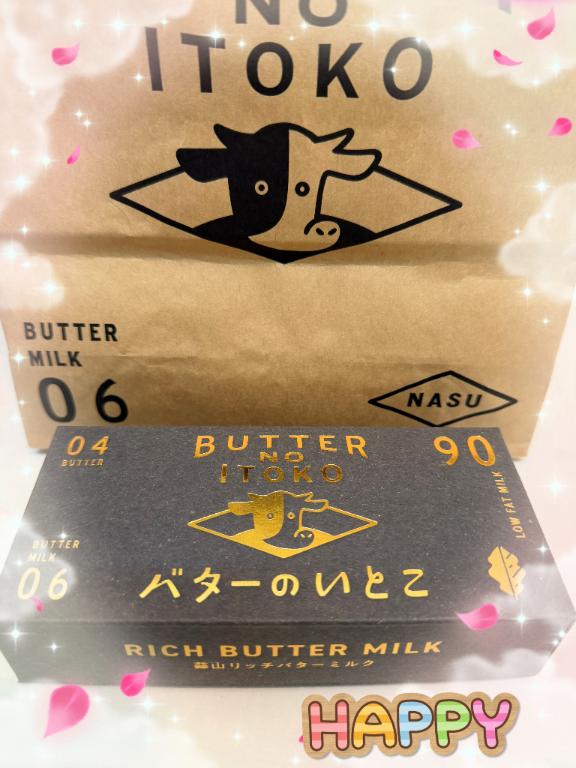 NO
ITOKO
BUTTER
MILK
06
NASU
04
BUTTER
BUTTER
NO
ITOKO
90
LOW FAT MILK
BUTTER
MILK
06
バターのいとこ
RICH BUTTER MILK
蒜山リッチバターミルク
HAPPY